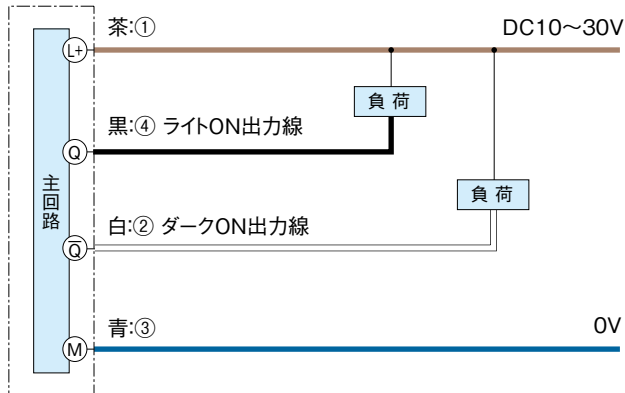 茶:① DC10〜30V
L+
負荷
黒:④ ライトON出力線
Q
主回路
負荷
白:② ダークON出力線
Q̅
青:③ 0V
M